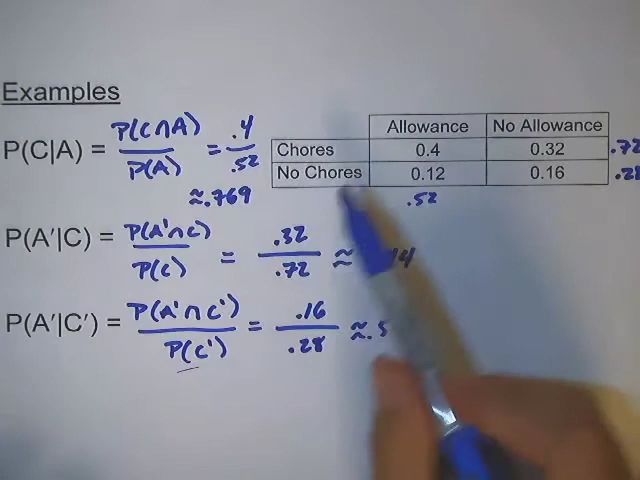 Examples
Allowance No Allowance
Chores 0.4 0.32 .72
No Chores 0.12 0.16 .28
.52
P(C|A) = P(C∩A) / P(A) = .4 / .52
≈.769
P(A'|C) = P(A'∩C) / P(C) = .32 / .72 ≈
P(A'|C') = P(A'∩C') / P(C') = .16 / .28 ≈ .5